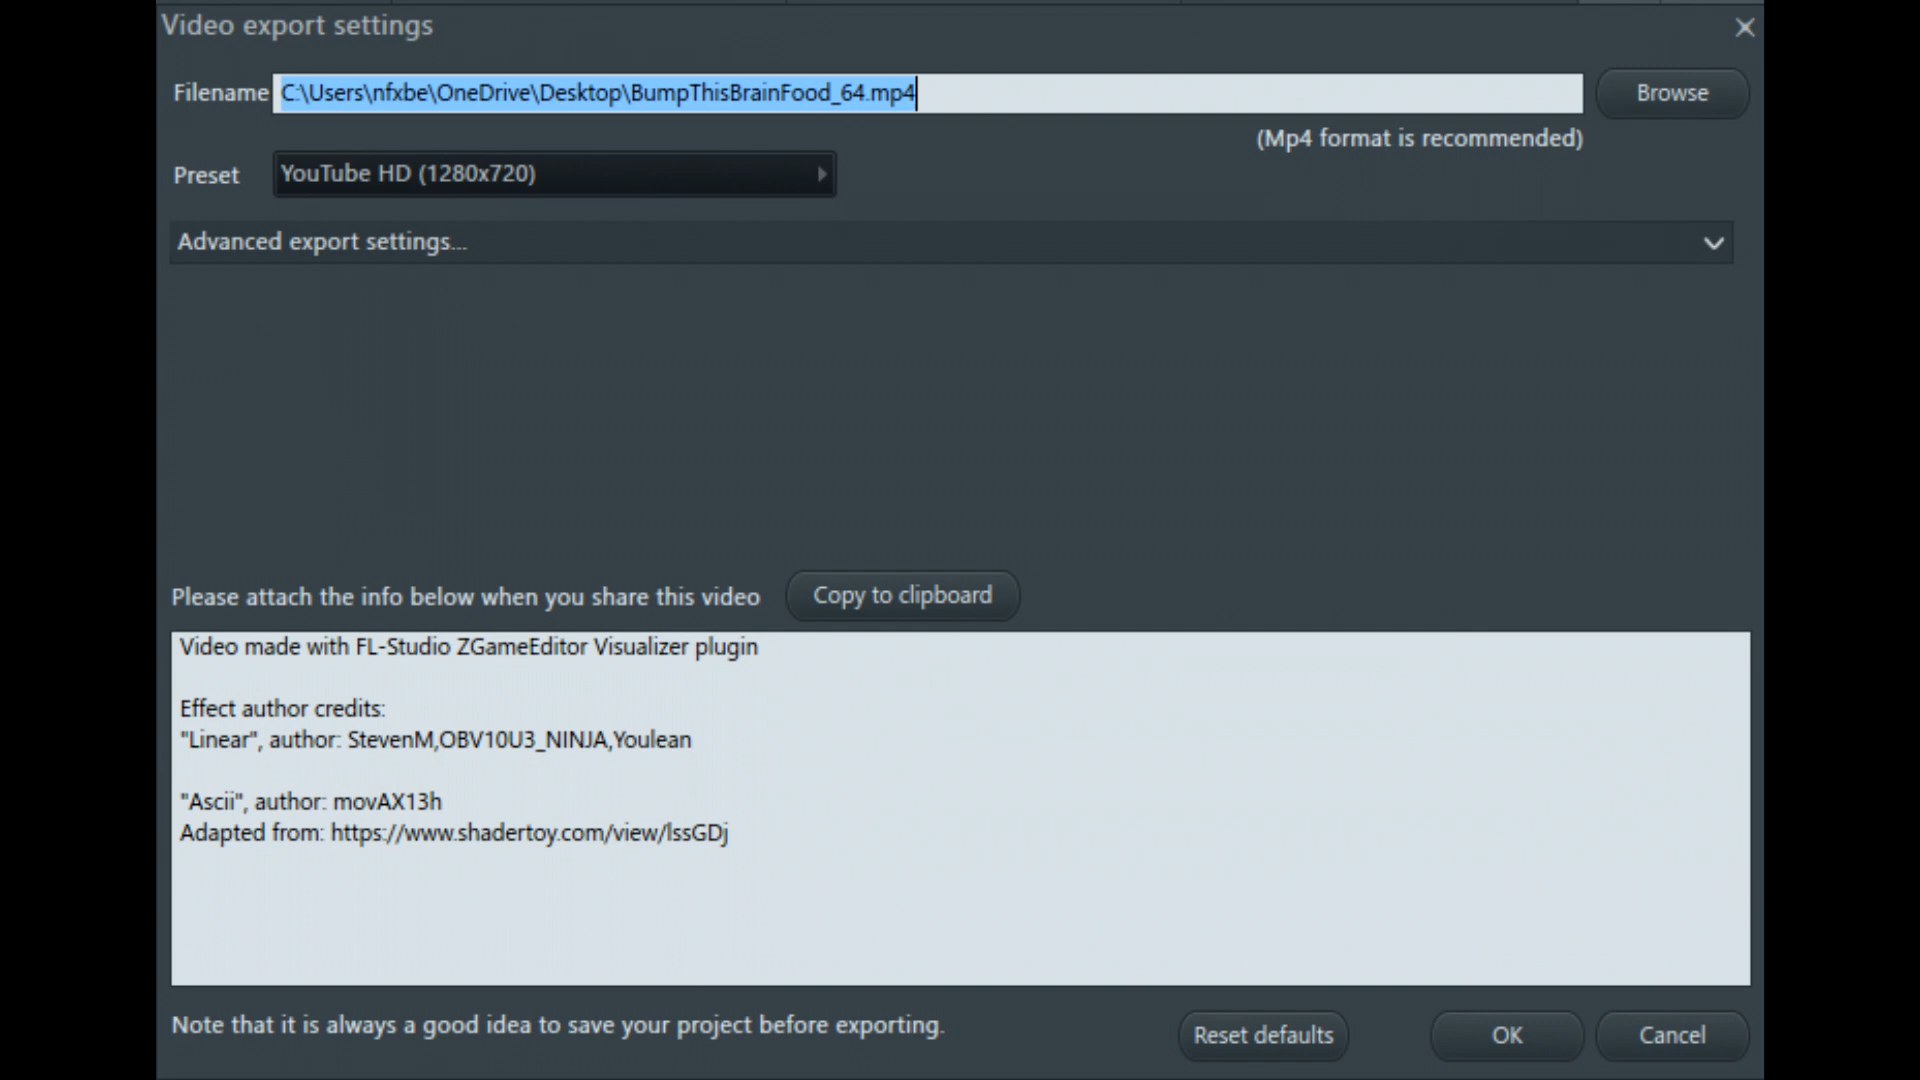 Video export settings
Filename C:\Users\nfxbe\OneDrive\Desktop\BumpThisBrainFood_64.mp4 Browse
(Mp4 format is recommended)
Preset YouTube HD (1280x720)
Advanced export settings...
Please attach the info below when you share this video Copy to clipboard
Video made with FL-Studio ZGameEditor Visualizer plugin
Effect author credits:
"Linear", author: StevenM,OBV10U3_NINJA,Youlean
"Ascii", author: movAX13h
Adapted from: https://www.shadertoy.com/view/lssGDj
Note that it is always a good idea to save your project before exporting. Reset defaults OK Cancel